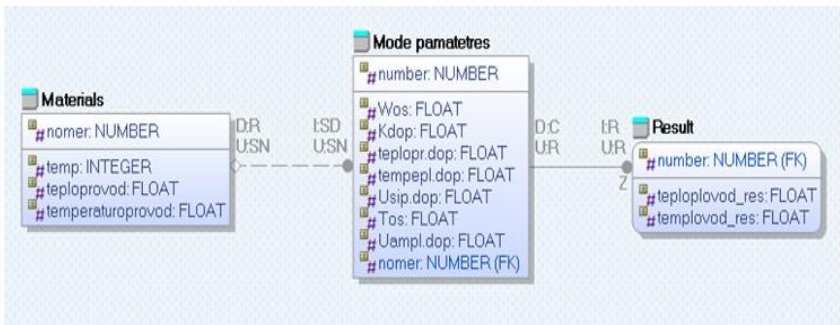 Materials
nomer: NUMBER
temp: INTEGER
teploprovod: FLOAT
temperaturoprovod: FLOAT
D:R
U:SN
I:SD
U:SN
Mode pamatetres
number: NUMBER
Wos: FLOAT
Kdop: FLOAT
teplopr.dop: FLOAT
tempepl.dop: FLOAT
Usip.dop: FLOAT
Tos: FLOAT
Uampl.dop: FLOAT
nomer: NUMBER (FK)
D:C
U:R
I:R
U:R
Z
Result
number: NUMBER (FK)
teploplovod_res: FLOAT
templovod_res: FLOAT